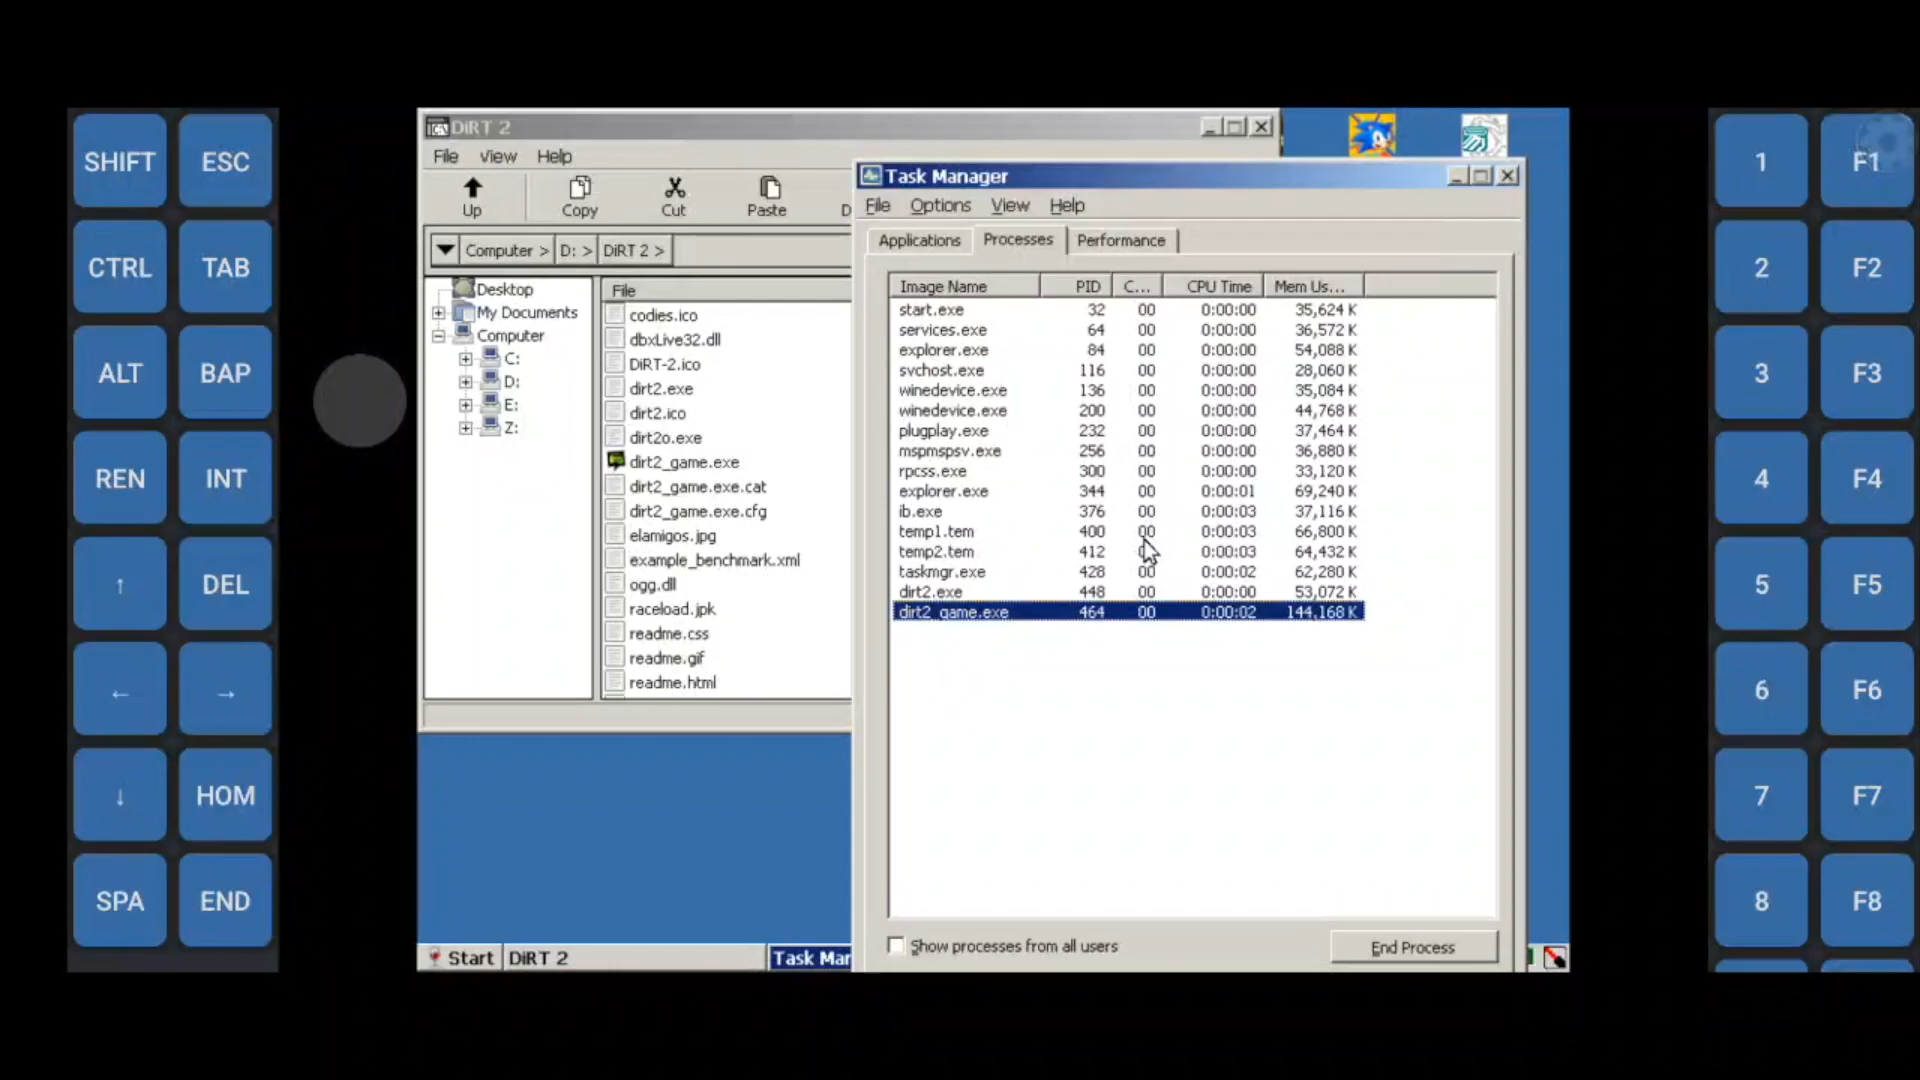 SHIFT ESC
CTRL TAB
ALT BAP
REN INT
↑ DEL
← →
↓ HOM
SPA END
DiRT 2
File View Help
Up Copy Cut Paste D
Computer > D: > DiRT 2 >
Desktop
My Documents
Computer
C:
D:
E:
Z:
File
codies.ico
dbxLive32.dll
DiRT-2.ico
dirt2.exe
dirt2.ico
dirt2o.exe
dirt2_game.exe
dirt2_game.exe.cat
dirt2_game.exe.cfg
elamigos.jpg
example_benchmark.xml
ogg.dll
raceload.jpk
readme.css
readme.gif
readme.html
Task Manager
File Options View Help
Applications Processes Performance
Image Name PID C... CPU Time Mem Us...
start.exe 32 00 0:00:00 35,624 K
services.exe 64 00 0:00:00 36,572 K
explorer.exe 84 00 0:00:00 54,088 K
svchost.exe 116 00 0:00:00 28,060 K
winedevice.exe 136 00 0:00:00 35,084 K
winedevice.exe 200 00 0:00:00 44,768 K
plugplay.exe 232 00 0:00:00 37,464 K
mspmspsv.exe 256 00 0:00:00 36,880 K
rpcss.exe 300 00 0:00:00 33,120 K
explorer.exe 344 00 0:00:01 69,240 K
ib.exe 376 00 0:00:03 37,116 K
temp1.tem 400 00 0:00:03 66,800 K
temp2.tem 412 00 0:00:03 64,432 K
taskmgr.exe 428 00 0:00:02 62,280 K
dirt2.exe 448 00 0:00:00 53,072 K
dirt2_game.exe 464 00 0:00:02 144,168 K
Show processes from all users
End Process
Start DiRT 2 Task Mar
1 F1
2 F2
3 F3
4 F4
5 F5
6 F6
7 F7
8 F8